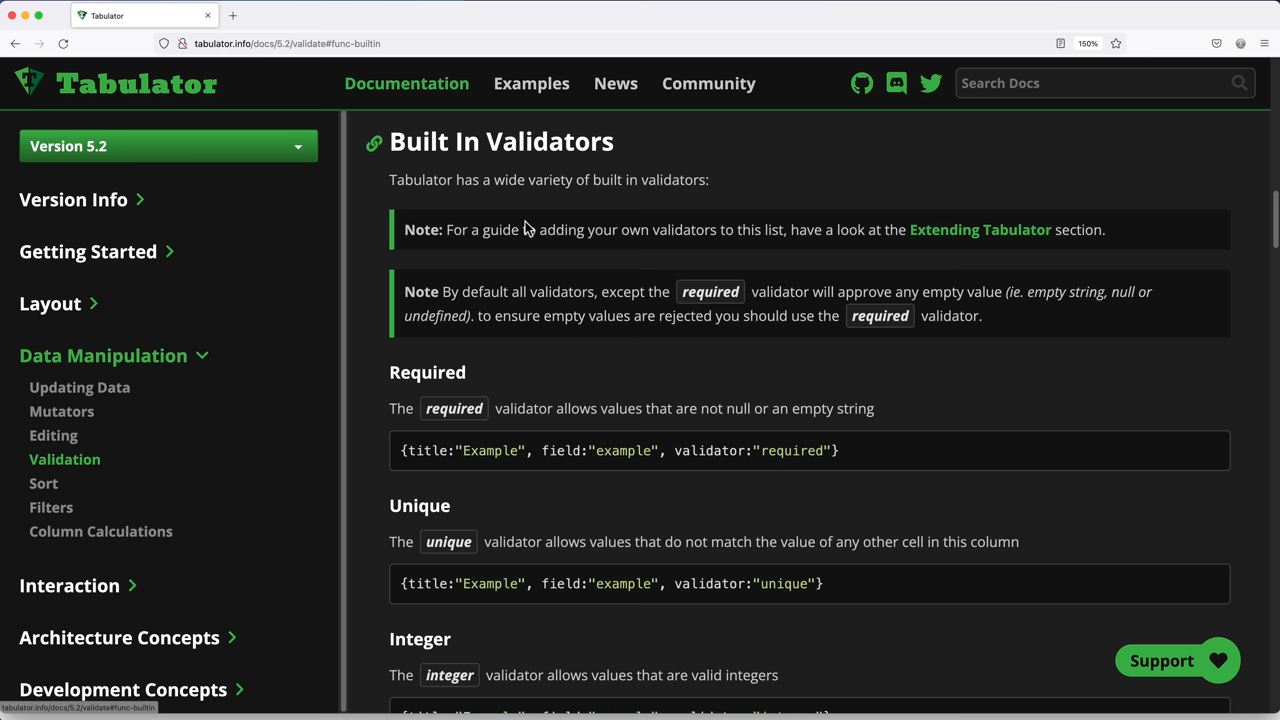 Tabulator
tabulator.info/docs/5.2/validate#func-builtin
150%
Tabulator
Documentation
Examples
News
Community
Search Docs
Version 5.2
Version Info
Getting Started
Layout
Data Manipulation
Updating Data
Mutators
Editing
Validation
Sort
Filters
Column Calculations
Interaction
Architecture Concepts
Development Concepts
tabulator.info/docs/5.2/validate#func-builtin
Built In Validators
Tabulator has a wide variety of built in validators:
Note: For a guide to adding your own validators to this list, have a look at the Extending Tabulator section.
Note By default all validators, except the required validator will approve any empty value (ie. empty string, null or
undefined). to ensure empty values are rejected you should use the required validator.
Required
The required validator allows values that are not null or an empty string
{title:"Example", field:"example", validator:"required"}
Unique
The unique validator allows values that do not match the value of any other cell in this column
{title:"Example", field:"example", validator:"unique"}
Integer
The integer validator allows values that are valid integers
Support